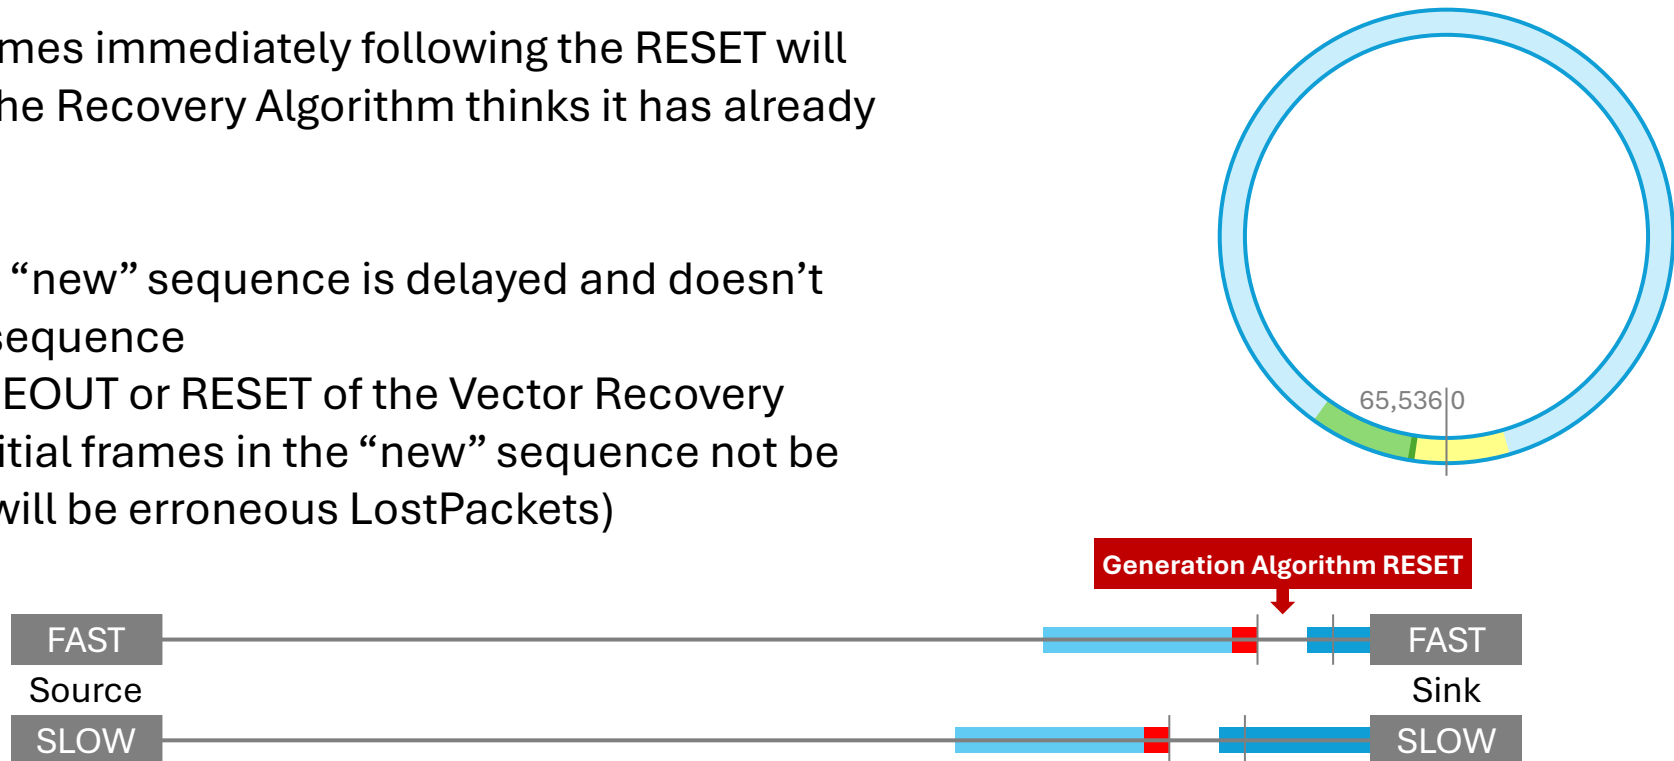 mes immediately following the RESET will
he Recovery Algorithm thinks it has already
“new” sequence is delayed and doesn’t
sequence
EOUT or RESET of the Vector Recovery
itial frames in the “new” sequence not be
will be erroneous LostPackets)
65,536|0
Generation Algorithm RESET
FAST FAST
Source Sink
SLOW SLOW